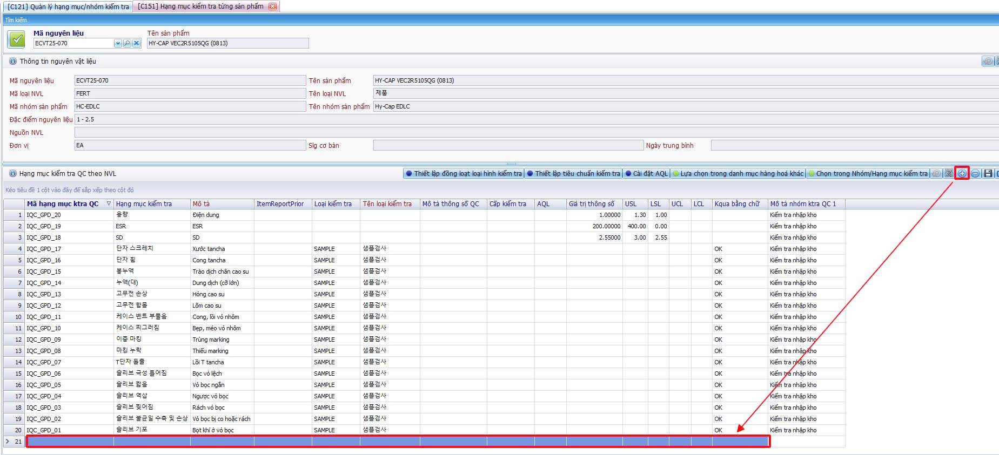 [C121] Quản lý hạng mục/nhóm kiểm tra [C151] Hạng mục kiểm tra từng sản phẩm
Tìm kiếm
Mã nguyên liệu Tên sản phẩm
ECVT25-070 HY-CAP VEC2R5105QG (0813)
Thông tin nguyên vật liệu
Mã nguyên liệu ECVT25-070 Tên sản phẩm HY-CAP VEC2R5105QG (0813)
Mã loại NVL FERT Tên loại NVL 제품
Mã nhóm sản phẩm HC-EDLC Tên nhóm sản phẩm Hy-Cap EDLC
Đặc điểm nguyên liệu 1 - 2.5
Nguồn NVL
Đơn vị EA Slg cơ bản Ngày trung bình
Hạng mục kiểm tra QC theo NVL Thiết lập đồng loạt loại hình kiểm tra Thiết lập tiêu chuẩn kiểm tra Cài đặt AQL Lựa chọn trong danh mục hàng hoá khác Chọn trong Nhóm/Hạng mục kiểm tra
Kéo tiêu đề 1 cột vào đây để sắp xếp theo cột đó
Mã hạng mục ktra QC Hạng mục kiểm tra Mô tả ItemReportPrior Loại kiểm tra Tên loại kiểm tra Mô tả thông số QC Cấp kiểm tra AQL Giá trị thông số USL LSL UCL LCL Kqua bằng chữ Mô tả nhóm ktra QC 1
1 IQC_GPD_20 용량 Điện dung 1.00000 1.30 1.00 Kiểm tra nhập kho
2 IQC_GPD_19 ESR ESR 200.00000 400.00 0.00 Kiểm tra nhập kho
3 IQC_GPD_18 SD SD 2.55000 3.00 2.55 Kiểm tra nhập kho
4 IQC_GPD_17 단자 스크레치 Xước tancha SAMPLE 샘플검사 OK Kiểm tra nhập kho
5 IQC_GPD_16 단자 휨 Cong tancha SAMPLE 샘플검사 OK Kiểm tra nhập kho
6 IQC_GPD_15 봉누액 Trào dịch chân cao su SAMPLE 샘플검사 OK Kiểm tra nhập kho
7 IQC_GPD_14 누액(대) Dung dịch (cỡ lớn) SAMPLE 샘플검사 OK Kiểm tra nhập kho
8 IQC_GPD_13 고무전 손상 Hỏng cao su SAMPLE 샘플검사 OK Kiểm tra nhập kho
9 IQC_GPD_12 고무전 함몰 Lõm cao su SAMPLE 샘플검사 OK Kiểm tra nhập kho
10 IQC_GPD_11 케이스 벤트 부풀음 Cong, lồi vỏ nhôm SAMPLE 샘플검사 OK Kiểm tra nhập kho
11 IQC_GPD_10 케이스 찌그러짐 Bẹp, méo vỏ nhôm SAMPLE 샘플검사 OK Kiểm tra nhập kho
12 IQC_GPD_09 이중 마킹 Trùng marking SAMPLE 샘플검사 OK Kiểm tra nhập kho
13 IQC_GPD_08 마킹 누락 Thiếu marking SAMPLE 샘플검사 OK Kiểm tra nhập kho
14 IQC_GPD_07 T단자 돌출 Lồi T tancha SAMPLE 샘플검사 OK Kiểm tra nhập kho
15 IQC_GPD_06 슬리브 극성 틀어짐 Bọc vỏ lệch SAMPLE 샘플검사 OK Kiểm tra nhập kho
16 IQC_GPD_05 슬리브 짧음 Vỏ bọc ngắn SAMPLE 샘플검사 OK Kiểm tra nhập kho
17 IQC_GPD_04 슬리브 역삽 Ngược vỏ bọc SAMPLE 샘플검사 OK Kiểm tra nhập kho
18 IQC_GPD_03 슬리브 찢어짐 Rách vỏ bọc SAMPLE 샘플검사 OK Kiểm tra nhập kho
19 IQC_GPD_02 슬리브 불균일 수축 및 손상 Vỏ bọc bị co hoặc rách SAMPLE 샘플검사 OK Kiểm tra nhập kho
20 IQC_GPD_01 슬리브 기포 Bọt khí ở vỏ bọc SAMPLE 샘플검사 OK Kiểm tra nhập kho
21